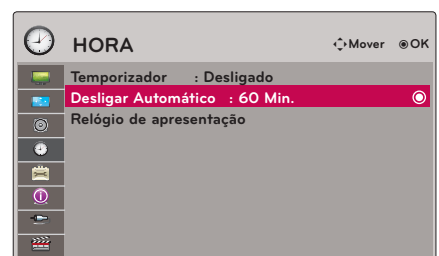 HORA Mover OK
Temporizador : Desligado
Desligar Automático : 60 Min.
Relógio de apresentação